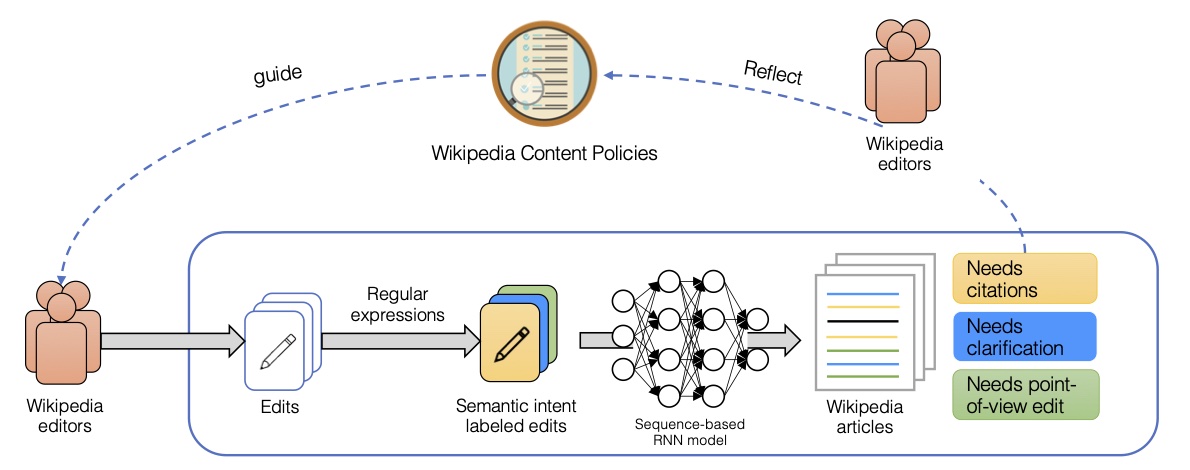 guide
Reflect
Wikipedia Content Policies
Wikipedia
editors
Regular
expressions
Needs
citations
Needs
clarification
Needs point-
of-view edit
Wikipedia
editors
Edits
Semantic intent
labeled edits
Sequence-based
RNN model
Wikipedia
articles